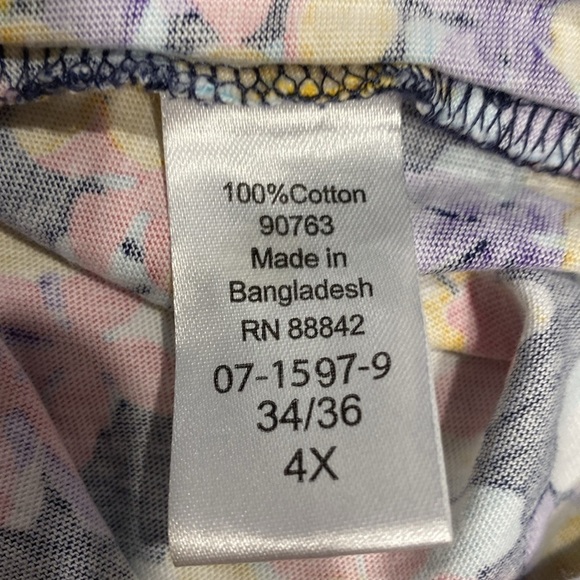 100%Cotton
90763
Made in
Bangladesh
RN 88842
07-1597-9
34/36
4X